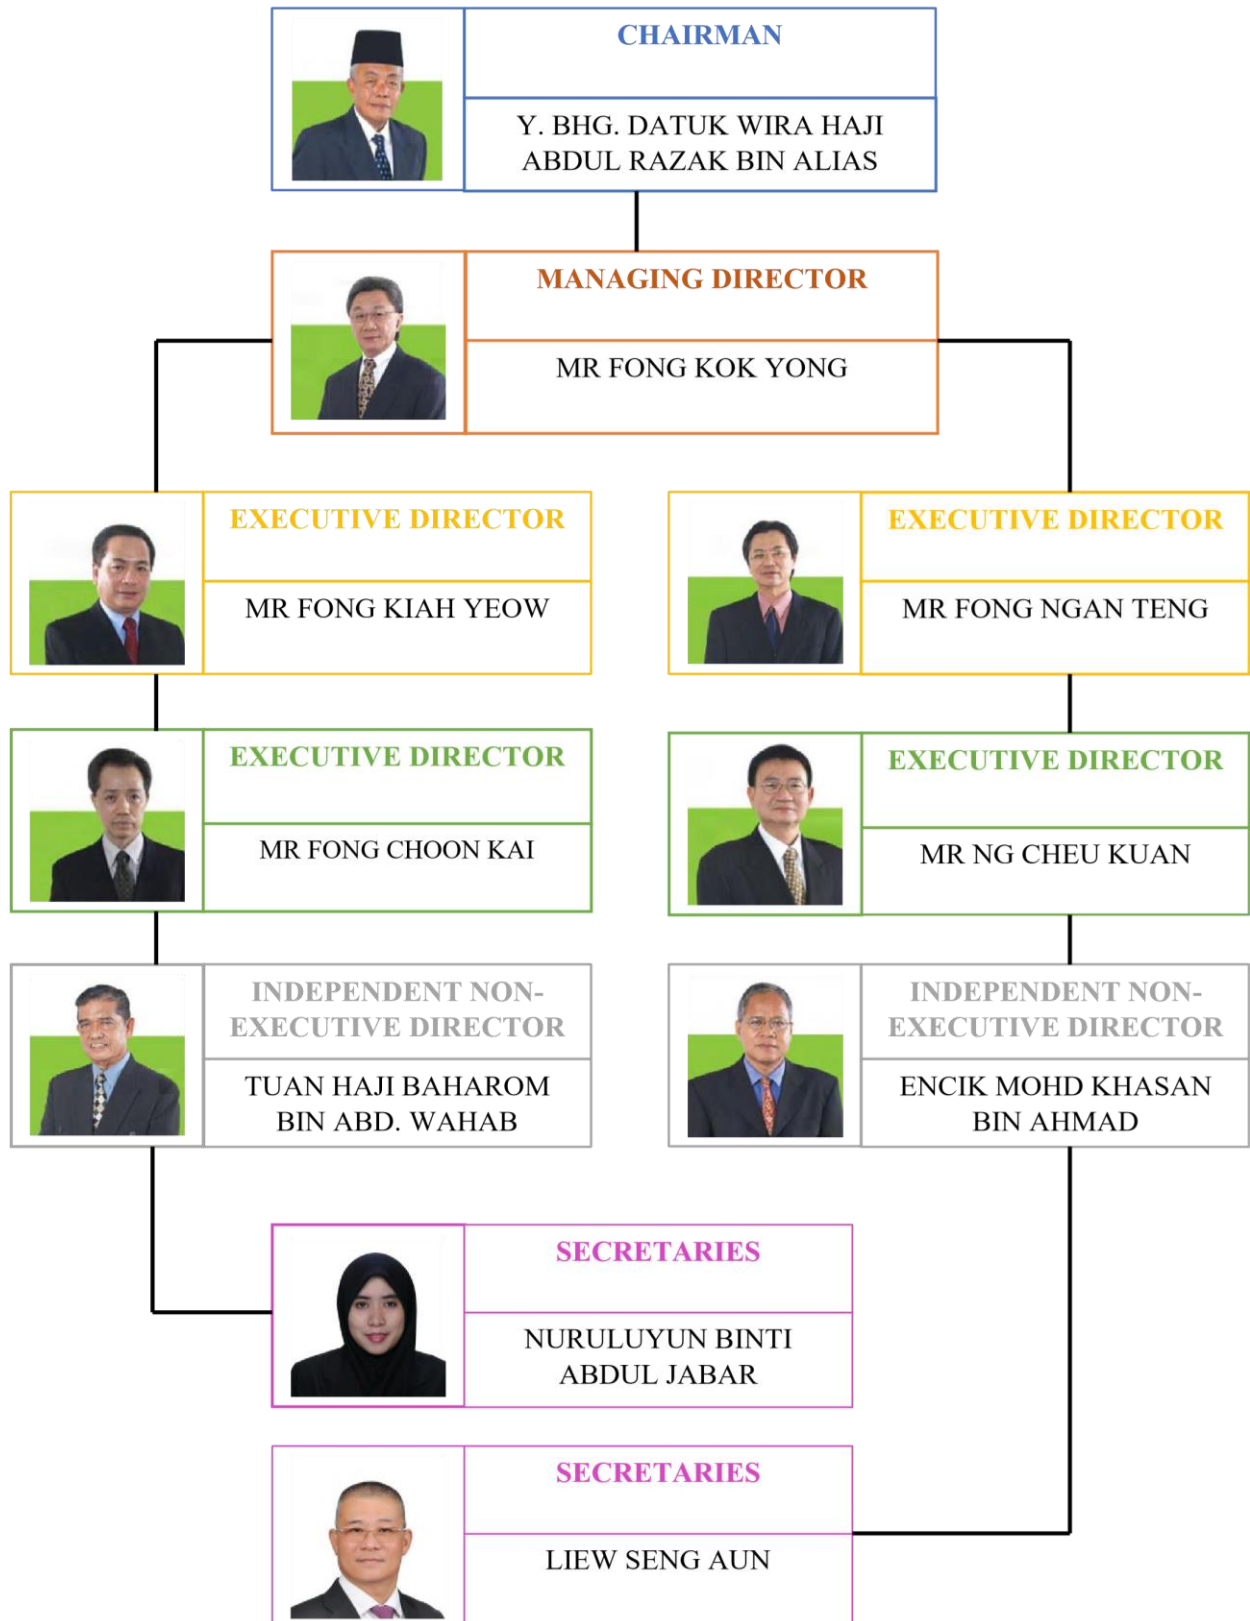 CHAIRMAN
Y. BHG. DATUK WIRA HAJI
ABDUL RAZAK BIN ALIAS
MANAGING DIRECTOR
MR FONG KOK YONG
EXECUTIVE DIRECTOR
MR FONG KIAH YEOW
EXECUTIVE DIRECTOR
MR FONG NGAN TENG
EXECUTIVE DIRECTOR
MR FONG CHOON KAI
EXECUTIVE DIRECTOR
MR NG CHEU KUAN
INDEPENDENT NON-
EXECUTIVE DIRECTOR
TUAN HAJI BAHAROM
BIN ABD. WAHAB
INDEPENDENT NON-
EXECUTIVE DIRECTOR
ENCIK MOHD KHASAN
BIN AHMAD
SECRETARIES
NURULUYUN BINTI
ABDUL JABAR
SECRETARIES
LIEW SENG AUN